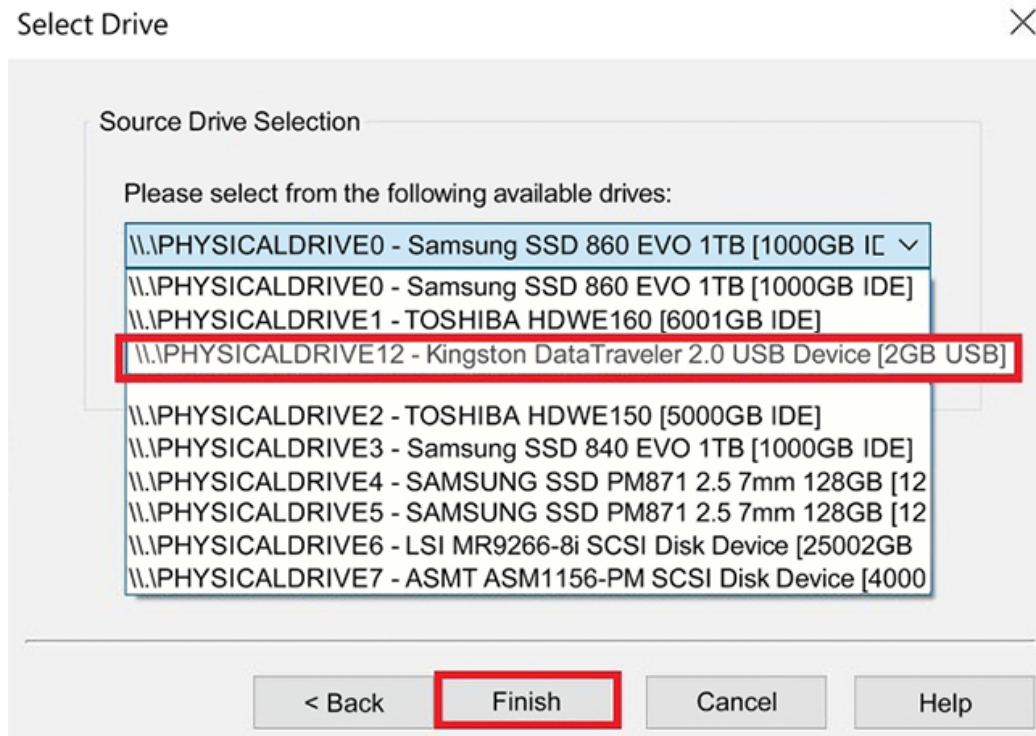 Select Drive
Source Drive Selection
Please select from the following available drives:
\\.\PHYSICALDRIVE0 - Samsung SSD 860 EVO 1TB [1000GB IC
\\.\PHYSICALDRIVE0 - Samsung SSD 860 EVO 1TB [1000GB IDE]
\\.\PHYSICALDRIVE1 - TOSHIBA HDWE160 [6001GB IDE]
\\.\PHYSICALDRIVE12 - Kingston DataTraveler 2.0 USB Device [2GB USB]
\\.\PHYSICALDRIVE2 - TOSHIBA HDWE150 [5000GB IDE]
\\.\PHYSICALDRIVE3 - Samsung SSD 840 EVO 1TB [1000GB IDE]
\\.\PHYSICALDRIVE4 - SAMSUNG SSD PM871 2.5 7mm 128GB [12
\\.\PHYSICALDRIVE5 - SAMSUNG SSD PM871 2.5 7mm 128GB [12
\\.\PHYSICALDRIVE6 - LSI MR9266-8i SCSI Disk Device [25002GB
\\.\PHYSICALDRIVE7 - ASMT ASM1156-PM SCSI Disk Device [4000
< Back Finish Cancel Help